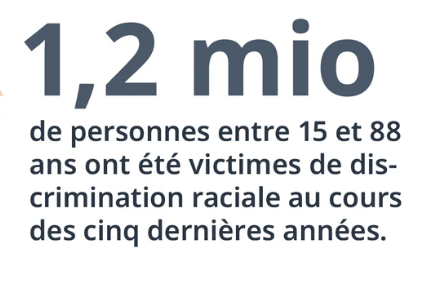 1,2 mio
de personnes entre 15 et 88
ans ont été victimes de dis-
crimination raciale au cours
des cinq dernières années.